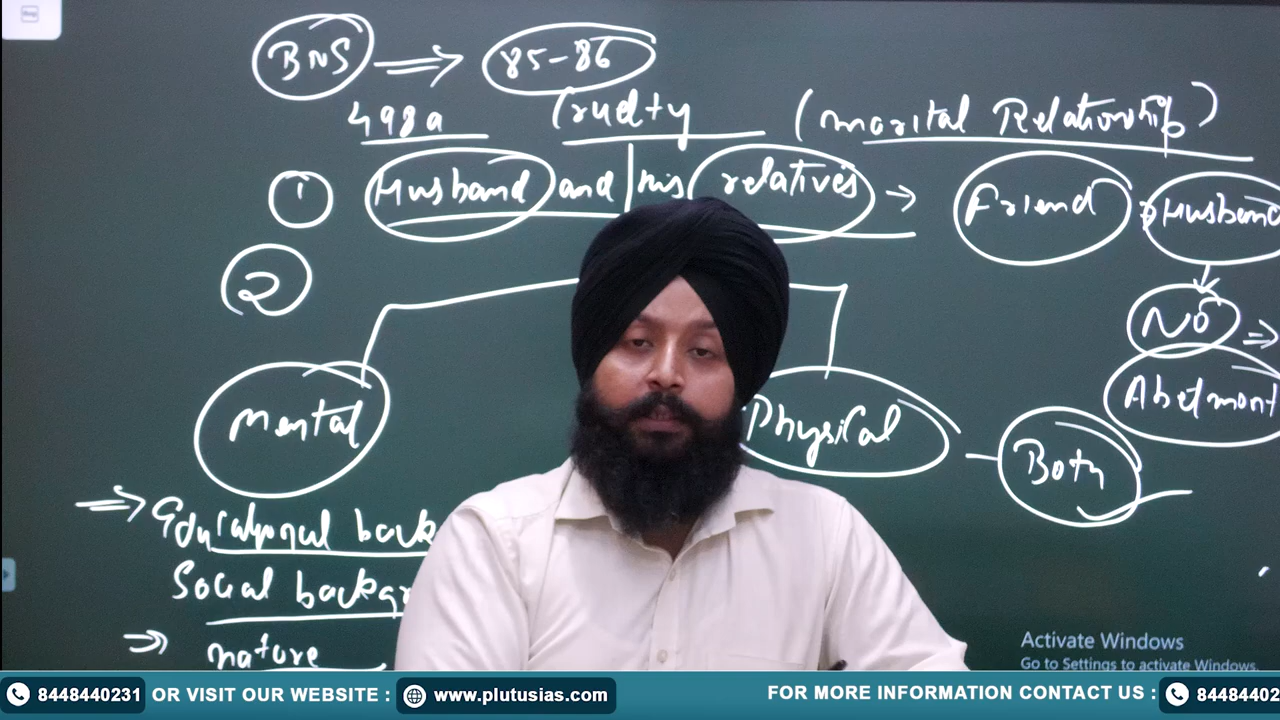 BNS ⇒ 85-86
498a Cruelty (marital Relationship)
① Husband and his relatives → Friend Husband
②
NO ⇒
Mental Physical - Both
Abetment
⇒ Educational back
Social backgr
⇒ nature
Activate Windows
Go to Settings to activate Windows.
8448440231 OR VISIT OUR WEBSITE : www.plutusias.com FOR MORE INFORMATION CONTACT US : 84484402